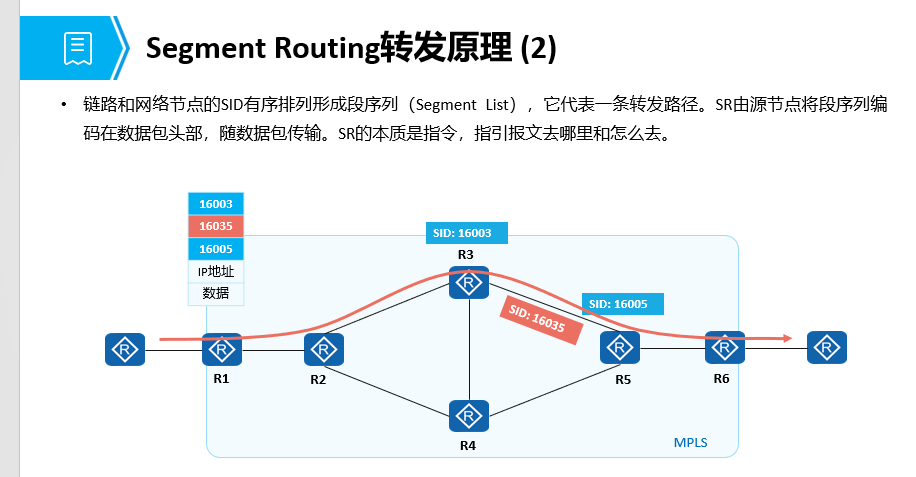 Segment Routing转发原理 (2)
• 链路和网络节点的SID有序排列形成段序列（Segment List），它代表一条转发路径。SR由源节点将段序列编
码在数据包头部，随数据包传输。SR的本质是指令，指引报文去哪里和怎么去。
16003
16035
16005
IP地址
数据
SID: 16003
R3
R
SID: 16035
SID: 16005
R
R
R1
R
R2
R
R5
R
R6
R
R
R4
MPLS